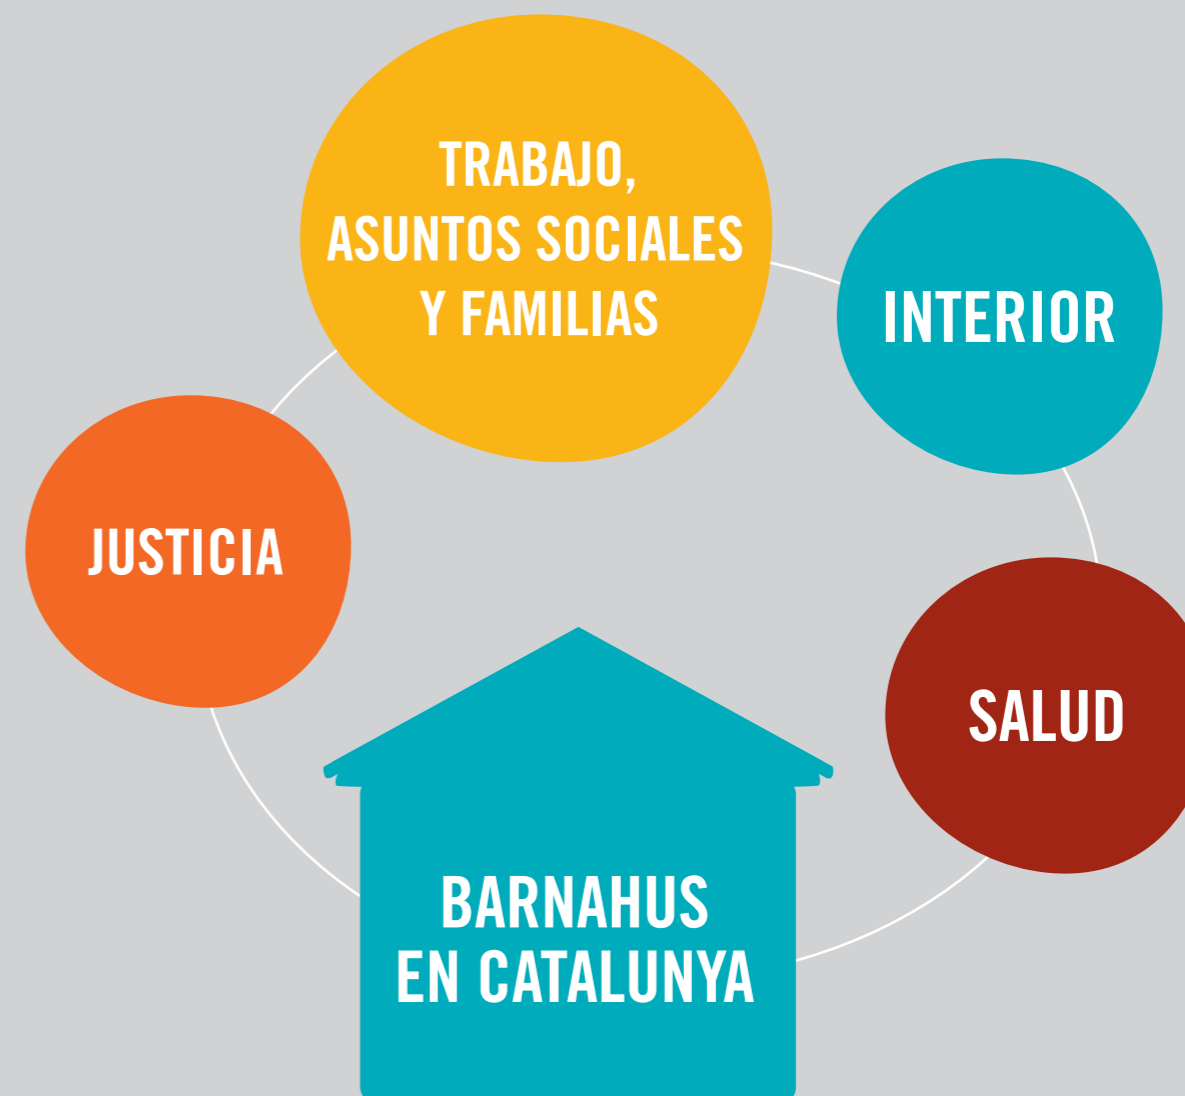 TRABAJO,
ASUNTOS SOCIALES
Y FAMILIAS
INTERIOR
JUSTICIA
SALUD
BARNAHUS
EN CATALUNYA